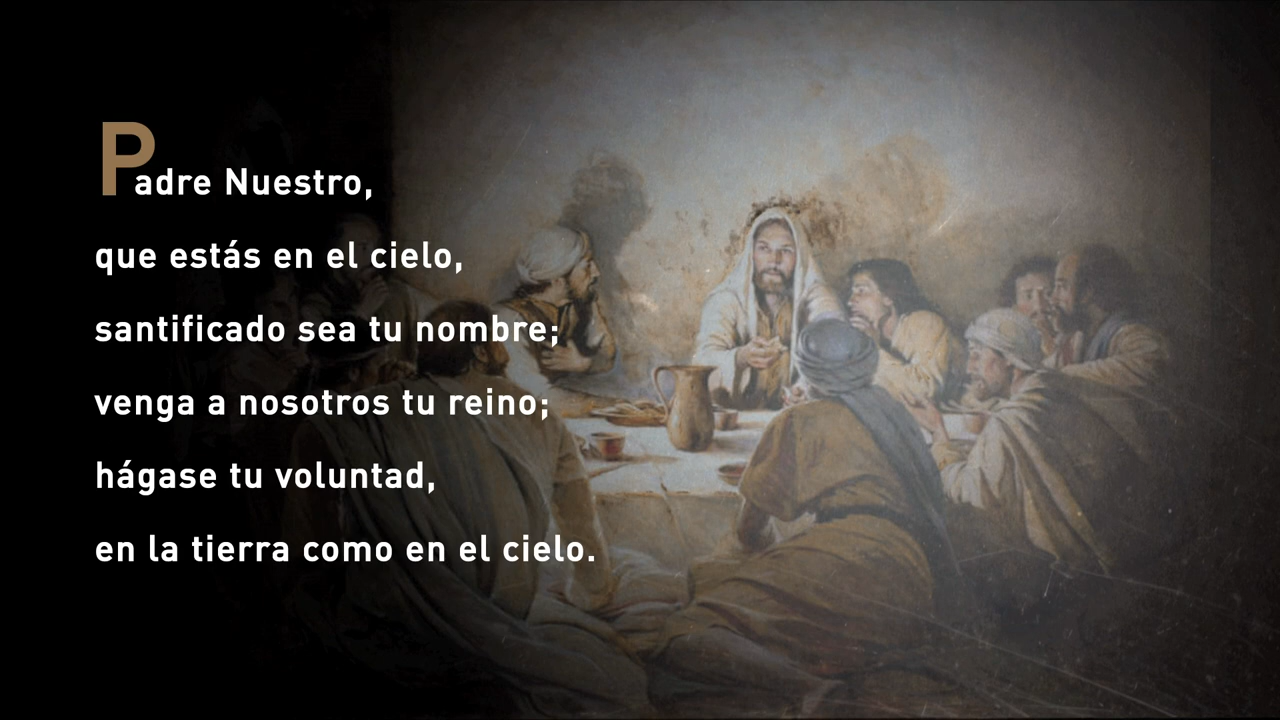 Padre Nuestro,
que estás en el cielo,
santificado sea tu nombre;
venga a nosotros tu reino;
hágase tu voluntad,
en la tierra como en el cielo.